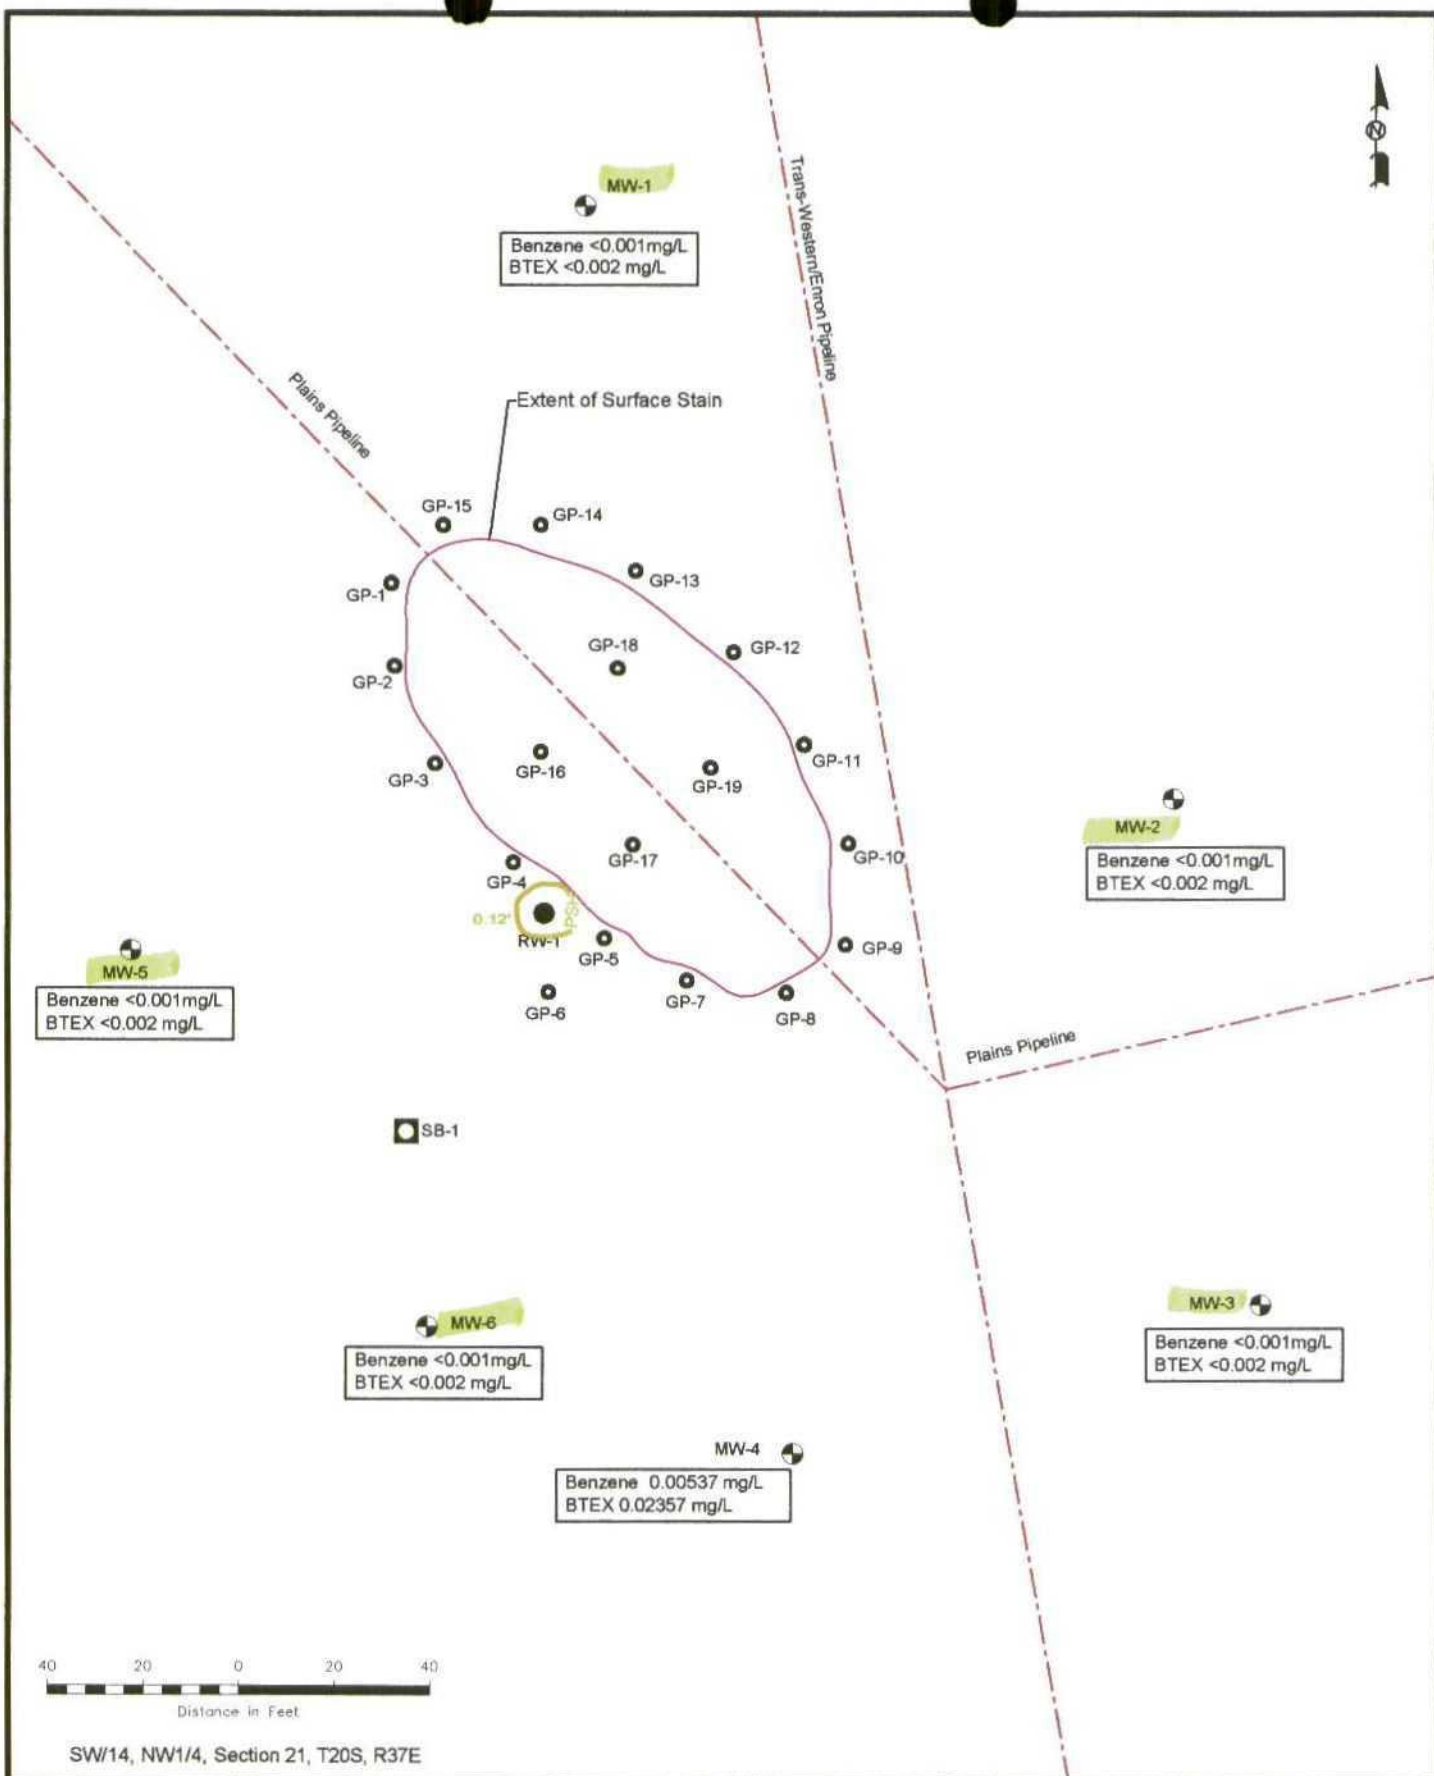 MW-1
Benzene <0.001mg/L
BTEX <0.002 mg/L
Trans-Western/Enron Pipeline
N
Plains Pipeline
Extent of Surface Stain
GP-15
GP-14
GP-13
GP-1
GP-18
GP-12
GP-2
GP-11
GP-3
GP-16
GP-19
MW-2
Benzene <0.001mg/L
BTEX <0.002 mg/L
GP-17
GP-10
GP-4
0.12'
PSH
RW-1
GP-5
GP-9
MW-5
Benzene <0.001mg/L
BTEX <0.002 mg/L
GP-6
GP-7
GP-8
Plains Pipeline
SB-1
MW-3
Benzene <0.001mg/L
BTEX <0.002 mg/L
MW-6
Benzene <0.001mg/L
BTEX <0.002 mg/L
MW-4
Benzene 0.00537 mg/L
BTEX 0.02357 mg/L
40 20 0 20 40
Distance in Feet
SW/14, NW1/4, Section 21, T20S, R37E